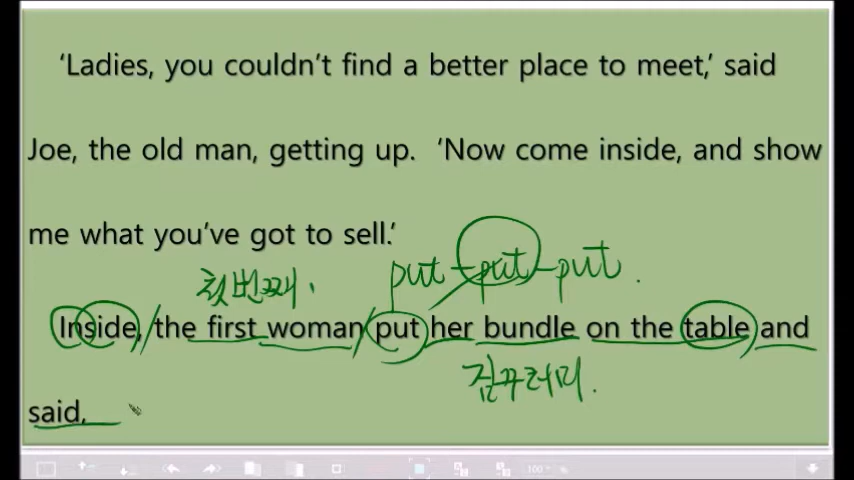 ‘Ladies, you couldn’t find a better place to meet,’ said
Joe, the old man, getting up. ‘Now come inside, and show
me what you’ve got to sell.’
put - put - put.
첫번째.
Inside, / the first woman / put her bundle on the table and
짐꾸러미.
said,
100 %